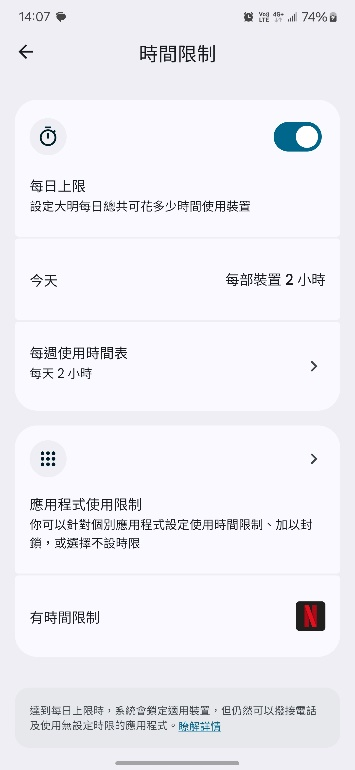 14:07
Vo)) LTE 4G+ 74%
時間限制
每日上限
設定大明每日總共可花多少時間使用裝置
今天
每部裝置 2 小時
每週使用時間表
每天 2 小時
應用程式使用限制
你可以針對個別應用程式設定使用時間限制、加以封
鎖，或選擇不設時限
有時間限制
N
達到每日上限時，系統會鎖定適用裝置，但仍然可以撥接電話
及使用無設定時限的應用程式。瞭解詳情